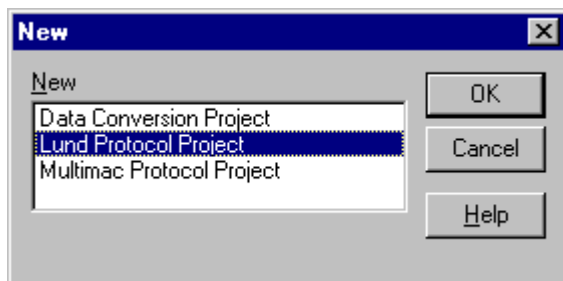 New
New
Data Conversion Project
Lund Protocol Project
Multimac Protocol Project
OK
Cancel
Help